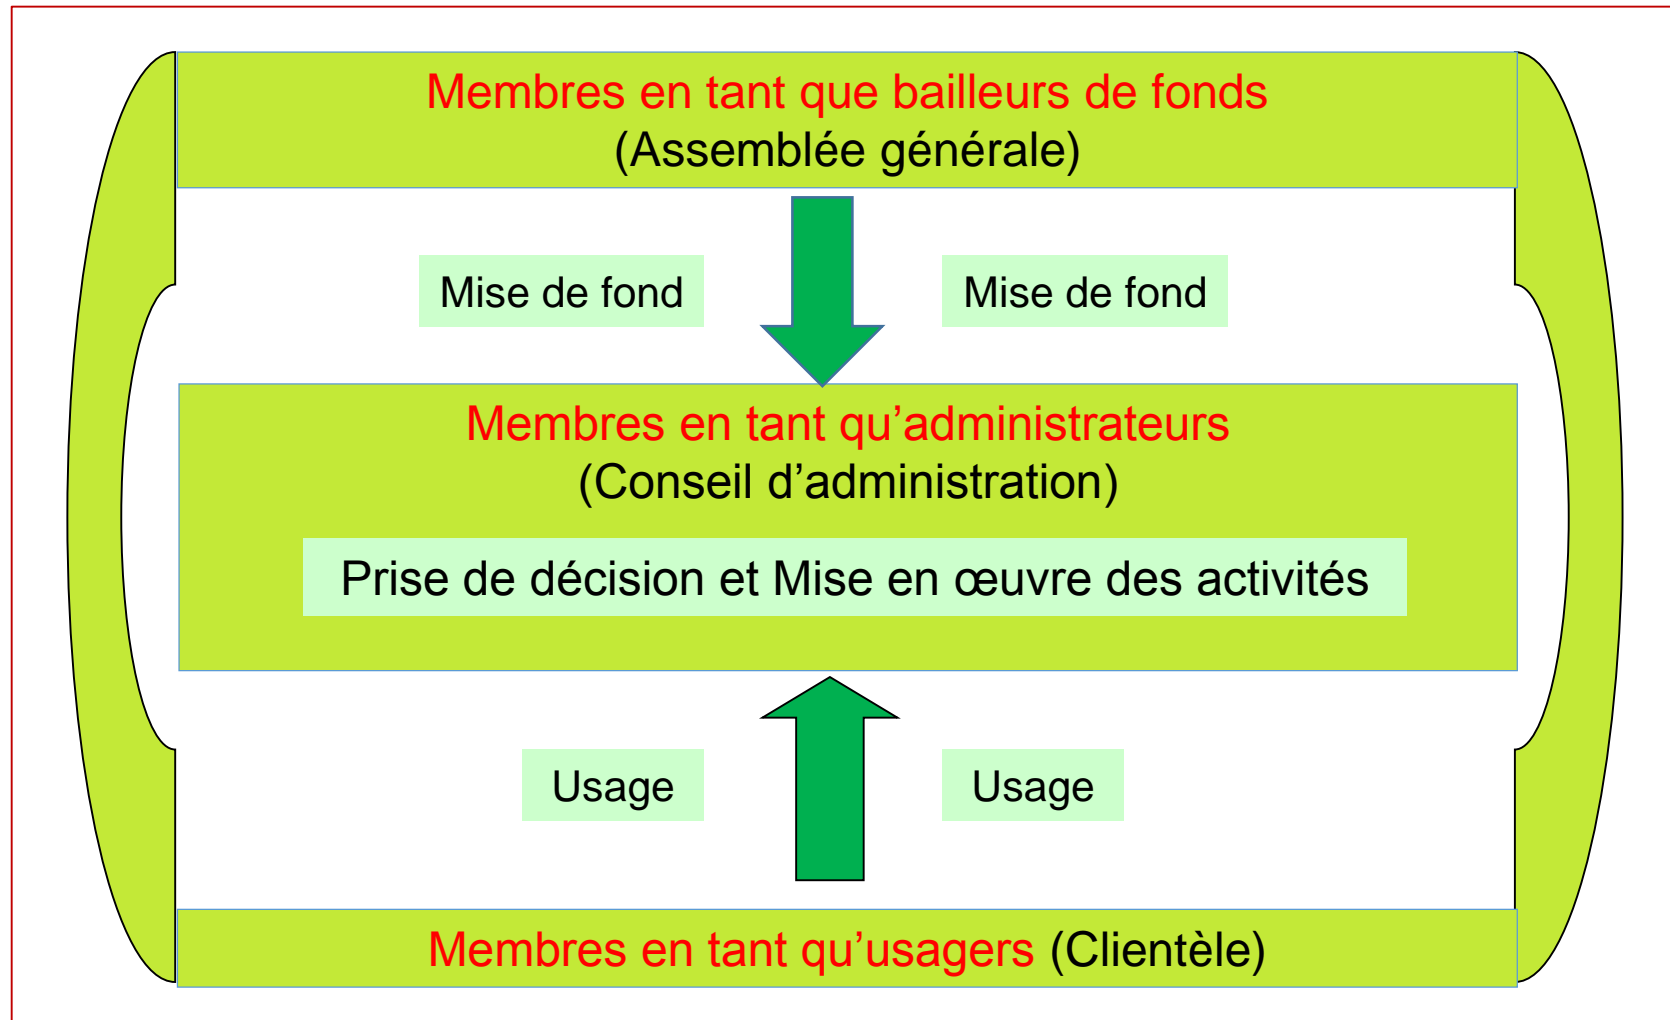 Membres en tant que bailleurs de fonds
(Assemblée générale)
Mise de fond
Mise de fond
Membres en tant qu’administrateurs
(Conseil d’administration)
Prise de décision et Mise en œuvre des activités
Usage
Usage
Membres en tant qu’usagers (Clientèle)